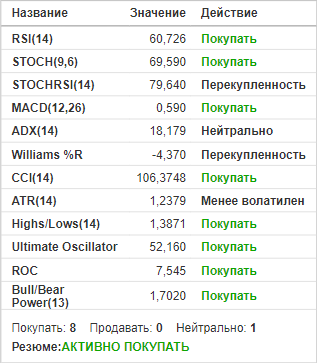 Название Значение Действие
RSI(14) 60,726 Покупать
STOCH(9,6) 69,590 Покупать
STOCHRSI(14) 79,640 Перекупленность
MACD(12,26) 0,590 Покупать
ADX(14) 18,179 Нейтрально
Williams %R -4,370 Перекупленность
CCI(14) 106,3748 Покупать
ATR(14) 1,2379 Менее волатилен
Highs/Lows(14) 1,3871 Покупать
Ultimate Oscillator 52,160 Покупать
ROC 7,545 Покупать
Bull/Bear
Power(13) 1,7020 Покупать
Покупать: 8 Продавать: 0 Нейтрально: 1
Резюме:АКТИВНО ПОКУПАТЬ